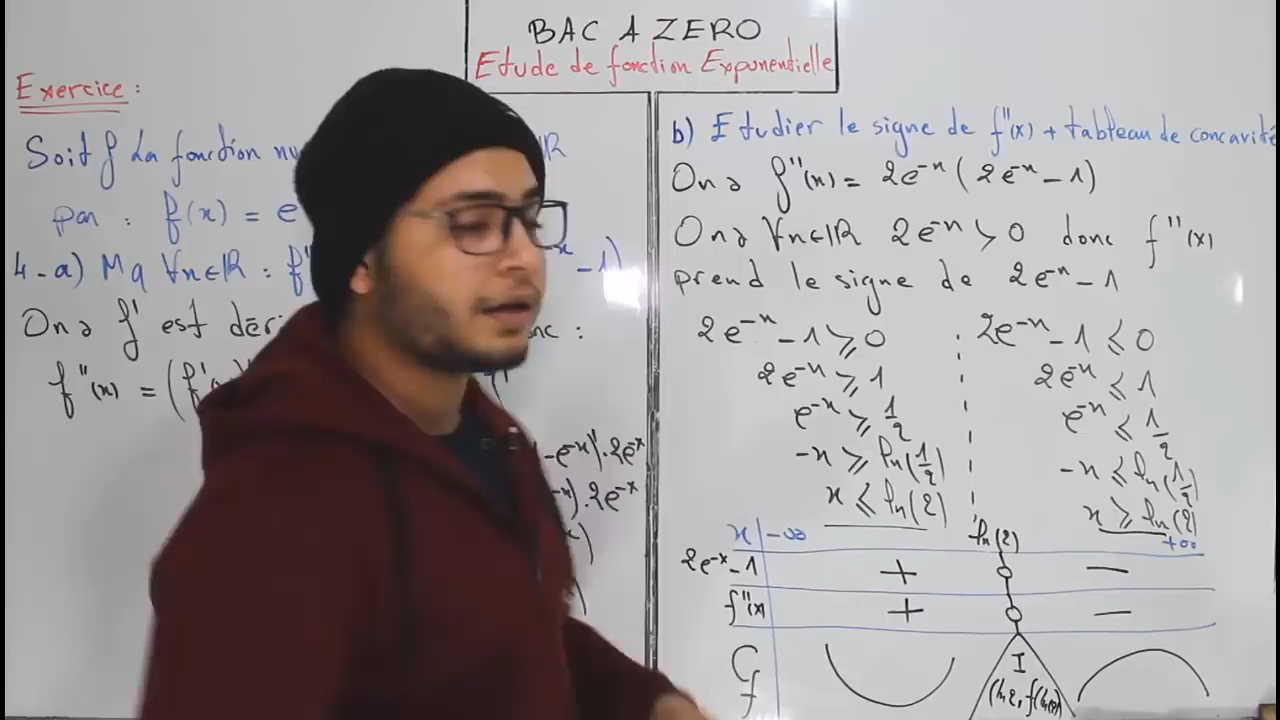 BAC A ZERO
Etude de fonction Exponentielle
Exercice :
Soit f la fonction nu IR
par : f(x) = e
4-a) Mq ∀x∈IR : f" -x - 1)
On a f' est déri nc :
f"(x) = (f'(x)
-e⁻ˣ)'.2e⁻ˣ
-x).2e⁻ˣ
b) Etudier le signe de f"(x) + tableau de concavité
On a f"(x) = 2e⁻ˣ(2e⁻ˣ - 1)
On a ∀x∈IR 2e⁻ˣ > 0 donc f"(x)
prend le signe de 2e⁻ˣ - 1
2e⁻ˣ - 1 ⩾ 0 2e⁻ˣ - 1 ⩽ 0
2e⁻ˣ ⩾ 1 2e⁻ˣ ⩽ 1
e⁻ˣ ⩾ 1/2 e⁻ˣ ⩽ 1/2
-x ⩾ ln(1/2) -x ⩽ ln(1/2)
x ⩽ ln(2) x ⩾ ln(2)
x -∞ ln(2) +∞
2e⁻ˣ - 1 + 0 -
f"(x) + 0 -
Cf I
(ln2, f(ln2))